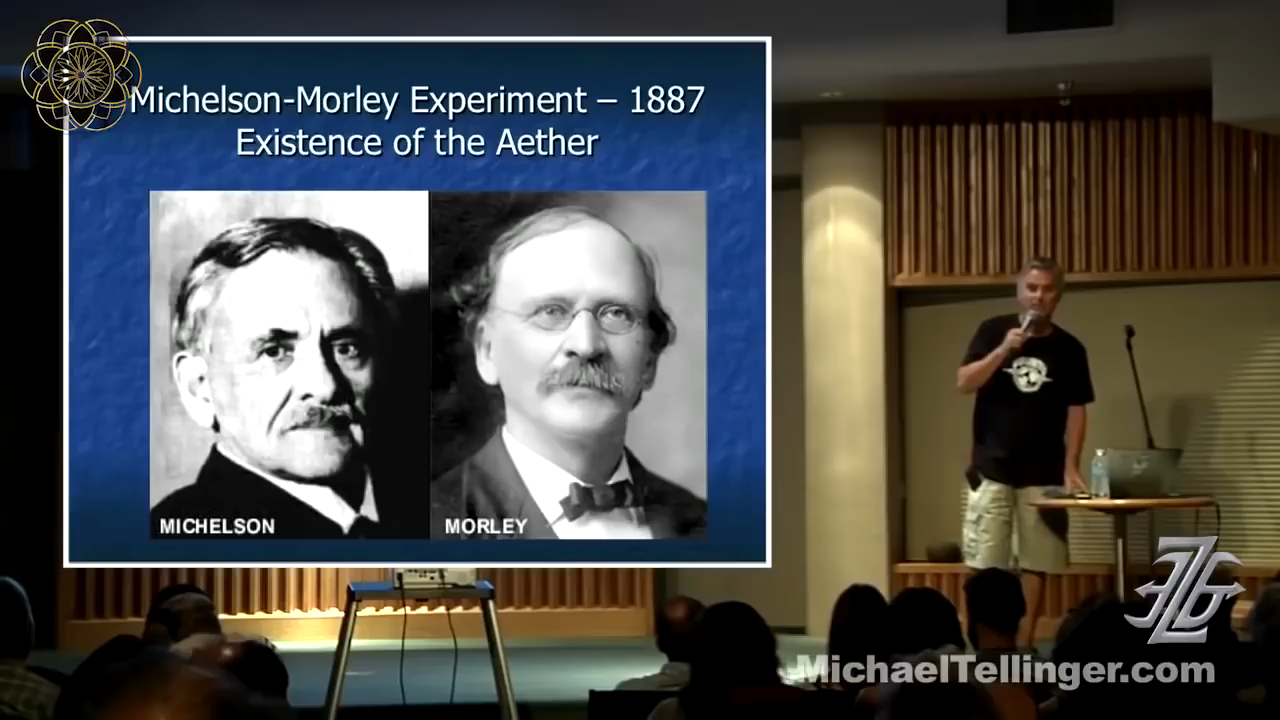 Michelson-Morley Experiment – 1887
Existence of the Aether
MICHELSON
MORLEY
MichaelTellinger.com